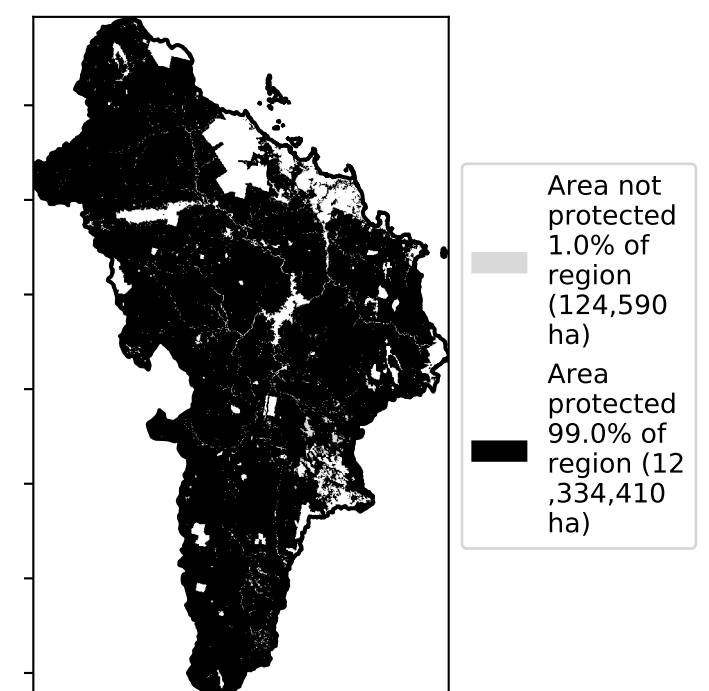 Area not
protected
1.0% of
region
(124,590
ha)
Area
protected
99.0% of
region (12
,334,410
ha)